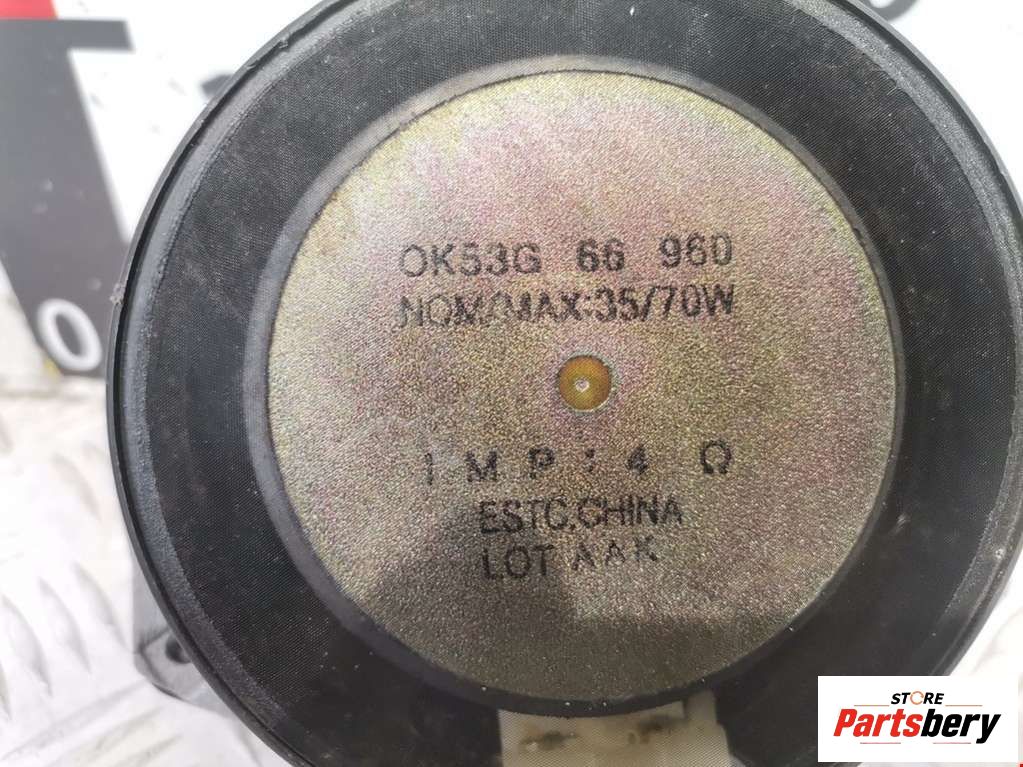 OK53G 66 960
NOM/MAX:35/70W
IMP:4 Ω
ESTC,CHINA
LOT AAK
STORE
Partsbery